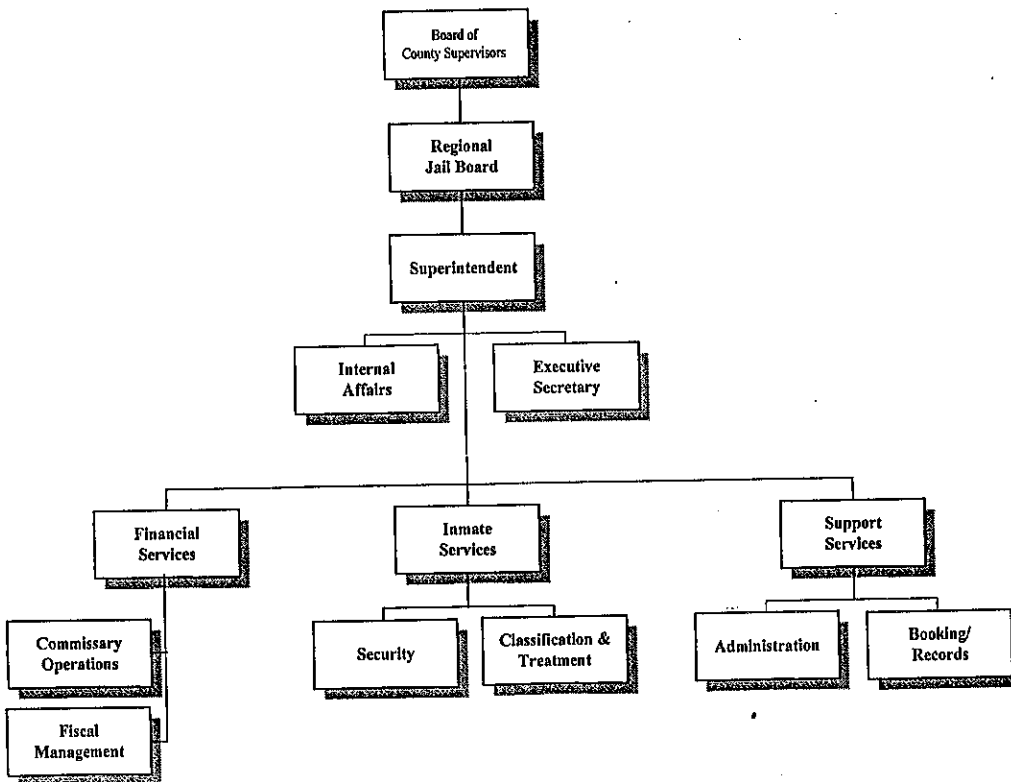 Board of
County Supervisors
Regional
Jail Board
Superintendent
Internal
Affairs
Executive
Secretary
Financial
Services
Inmate
Services
Support
Services
Commissary
Operations
Security
Classification &
Treatment
Administration
Booking/
Records
Fiscal
Management